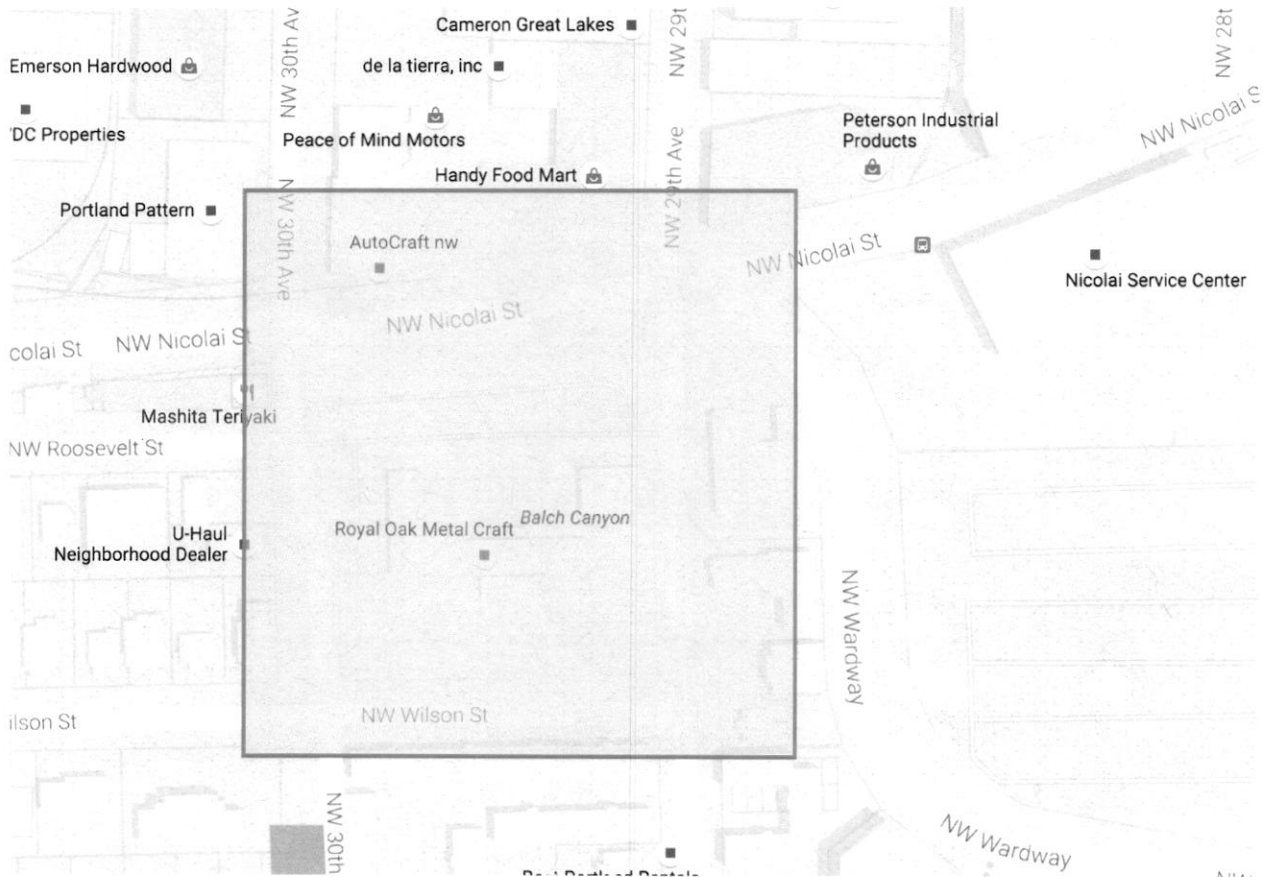 Cameron Great Lakes
NW 30th Av
NW 29t
NW 28t
Emerson Hardwood
de la tierra, inc
'DC Properties
Peace of Mind Motors
Peterson Industrial
Products
NW Nicolai S
NW 29th Ave
Handy Food Mart
Portland Pattern
NW 30th Ave
AutoCraft nw
NW Nicolai St
Nicolai Service Center
NW Nicolai St
colai St
NW Nicolai St
Mashita Teriyaki
NW Roosevelt St
Royal Oak Metal Craft
Balch Canyon
U-Haul
Neighborhood Dealer
NW Wardway
ilson St
NW Wilson St
NW 30th
NW Wardway